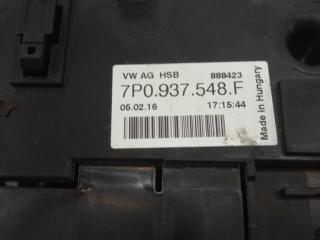 VW AG HSB 888423
7P0.937.548.F
05.02.16 17:15:44
Made in Hungary